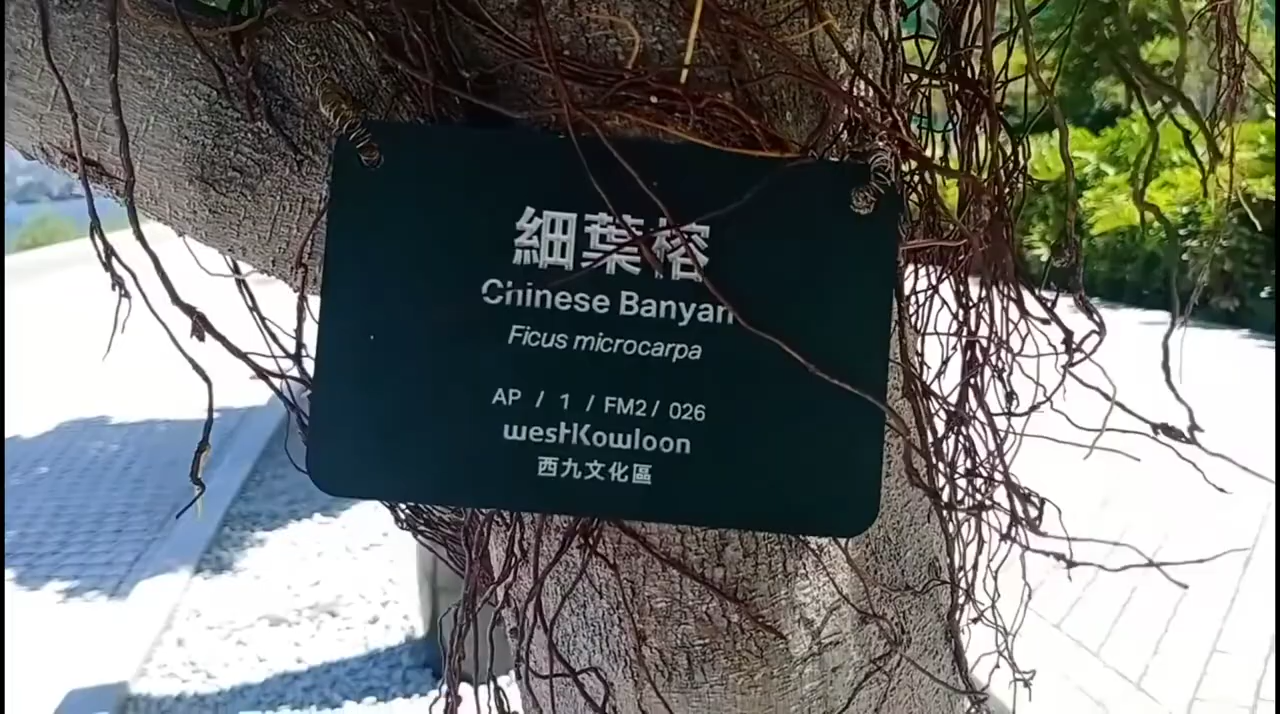 細葉榕
Chinese Banyan
Ficus microcarpa
AP / 1 / FM2 / 026
westKowloon
西九文化區